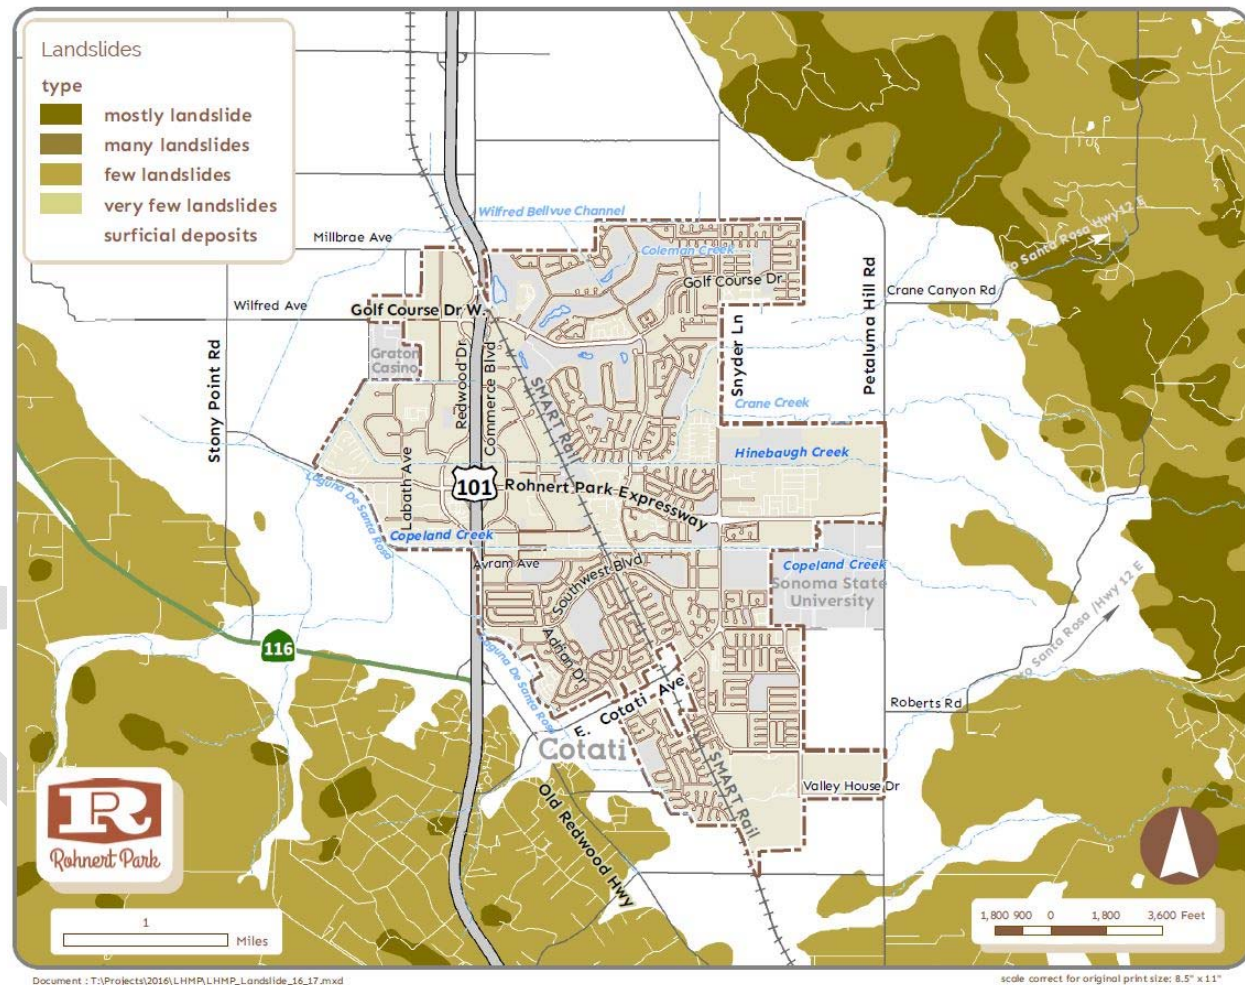 Landslides
type
mostly landslide
many landslides
few landslides
very few landslides
surficial deposits
Wilfred Bellvue Channel
Millbrae Ave
Coleman Creek
To Santa Rosa Hwy 12 E
Golf Course Dr
Petaluma Hill Rd
Crane Canyon Rd
Wilfred Ave
Golf Course Dr W.
Graton
Casino
Stony Point Rd
Redwood Dr
Commerce Blvd
SMART Rail
Snyder Ln
Crane Creek
Hinebaugh Creek
Labath Ave
101
Rohnert Park Expressway
Laguna De Santa Rosa
Copeland Creek
Avram Ave
Southwest Blvd
Copeland Creek
Sonoma State
University
To Santa Rosa /Hwy 12 E
116
Adrian Dr
Laguna De Santa Rosa
E. Cotati Ave
Cotati
Roberts Rd
SMART Rail
Valley House Dr
Old Redwood Hwy
R
Rohnert Park
1
Miles
1,800 900 0 1,800 3,600 Feet
Document : T:\Projects\2016\LHMP\LHMP_Landslide_16_17.mxd
scale correct for original print size: 8.5" x 11"